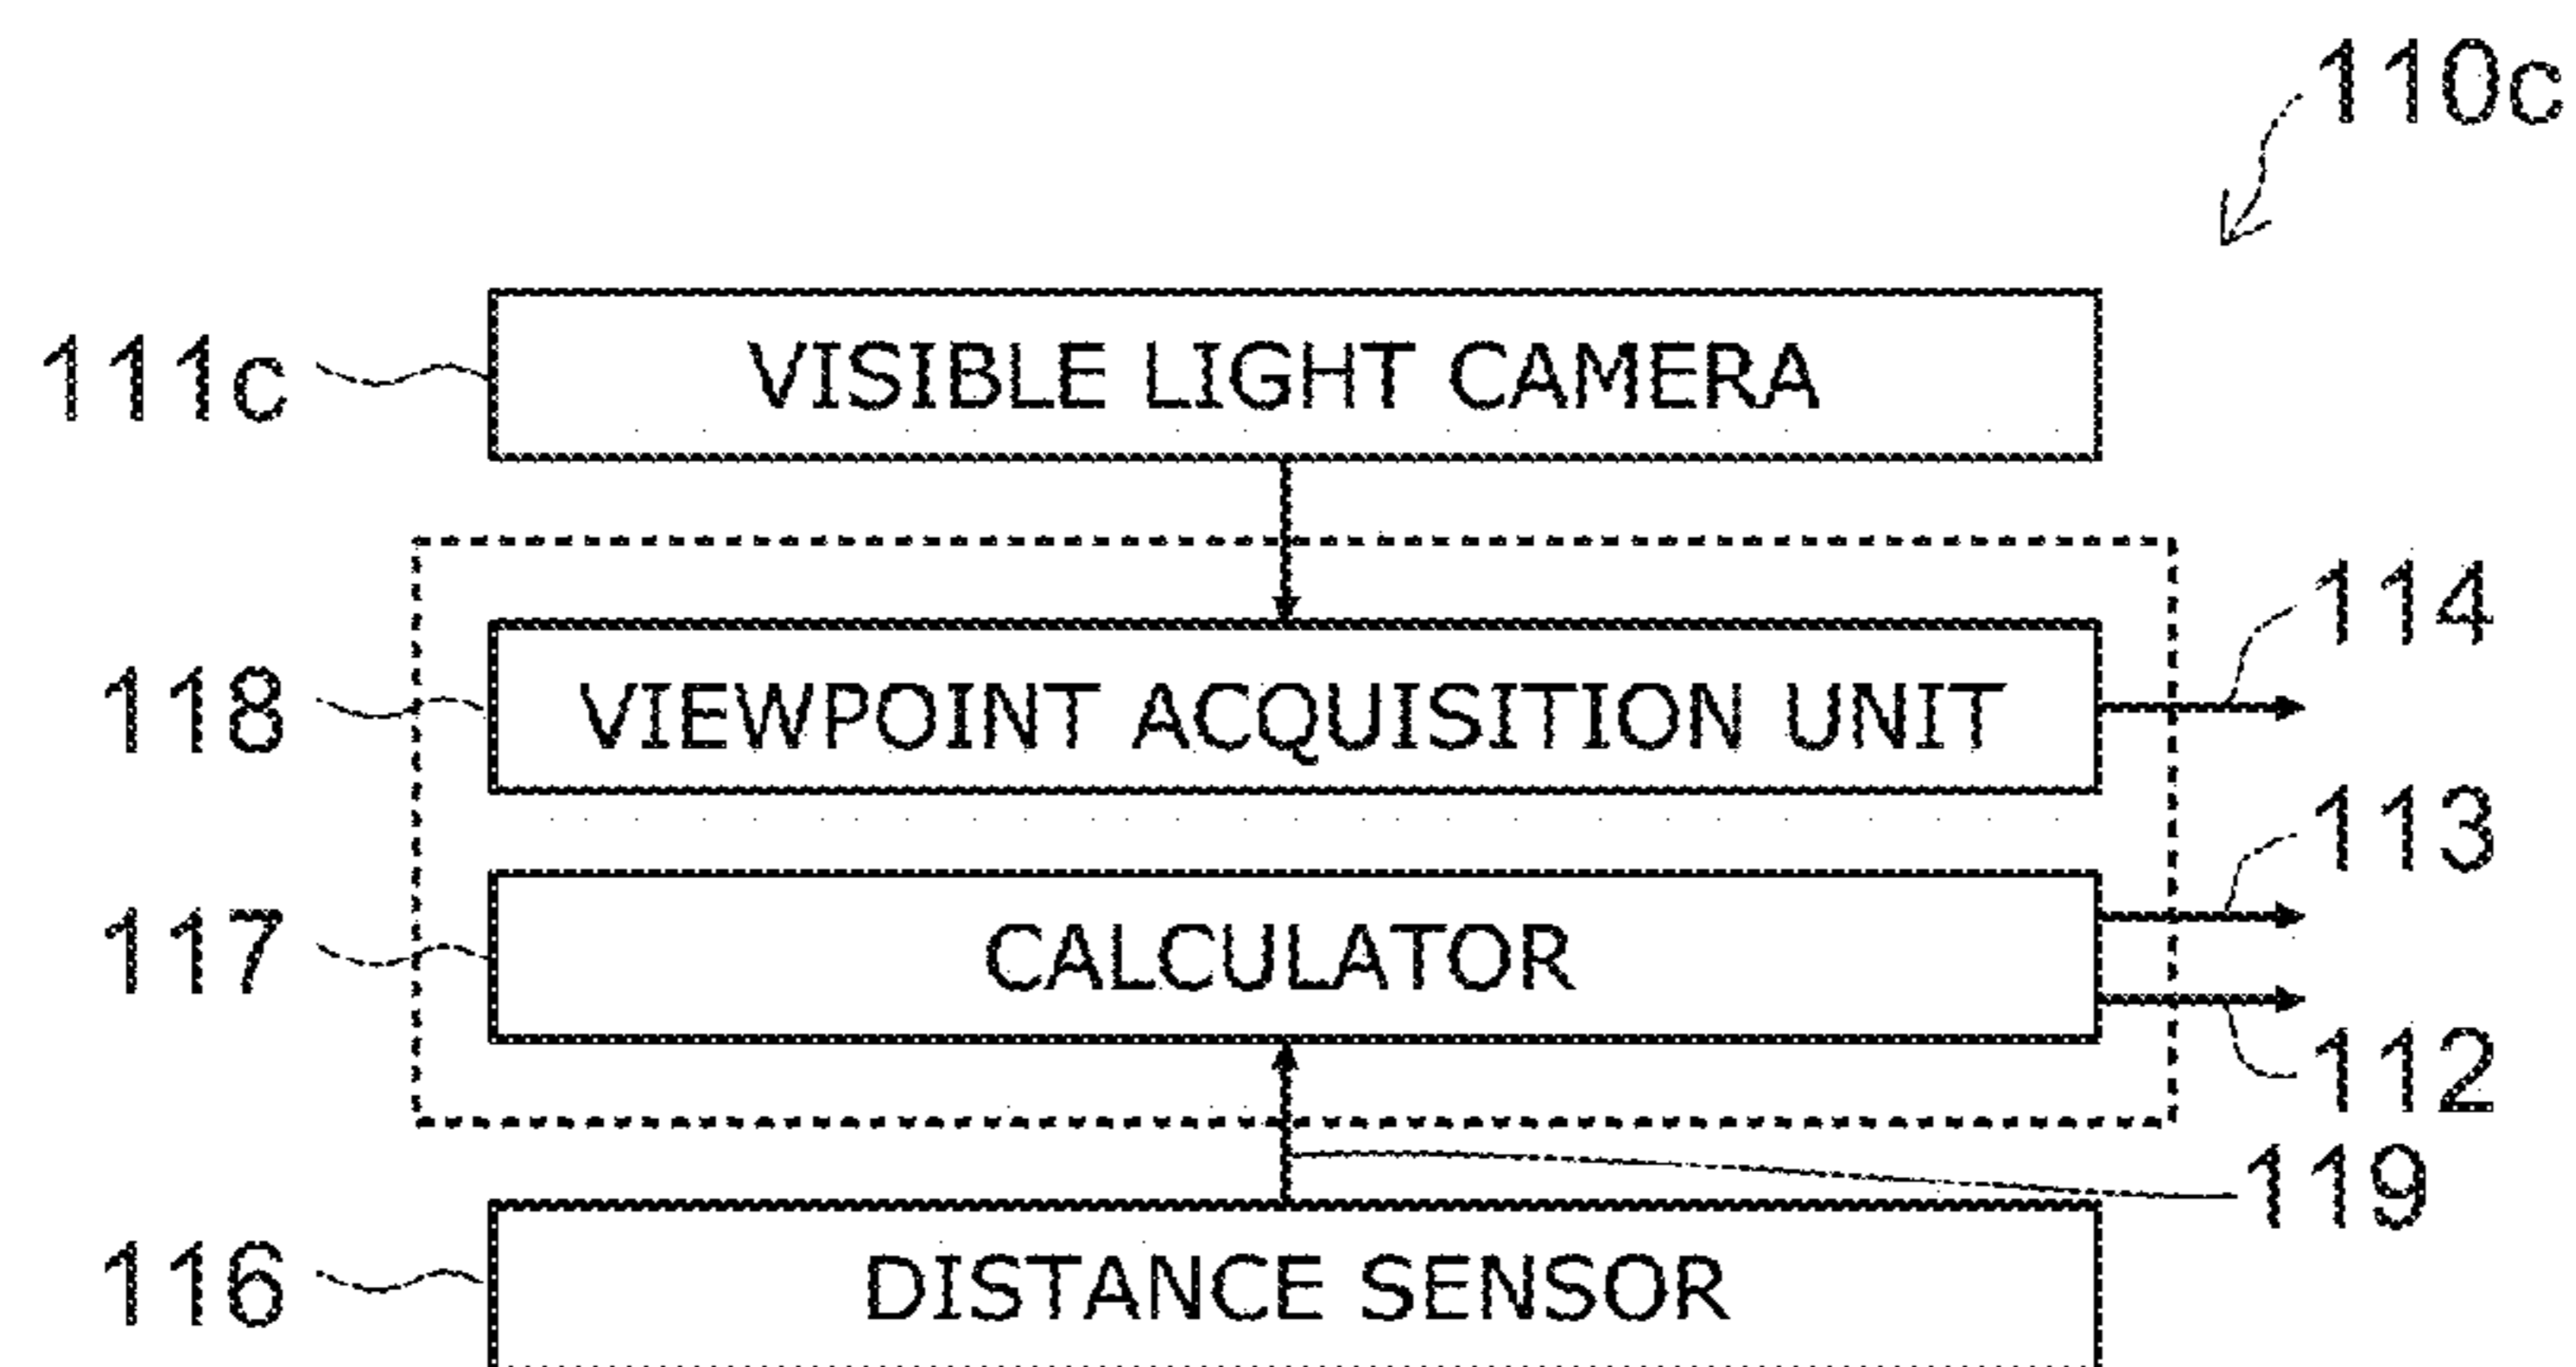 110c
111c VISIBLE LIGHT CAMERA
114
118 VIEWPOINT ACQUISITION UNIT
113
117 CALCULATOR
112
119
116 DISTANCE SENSOR